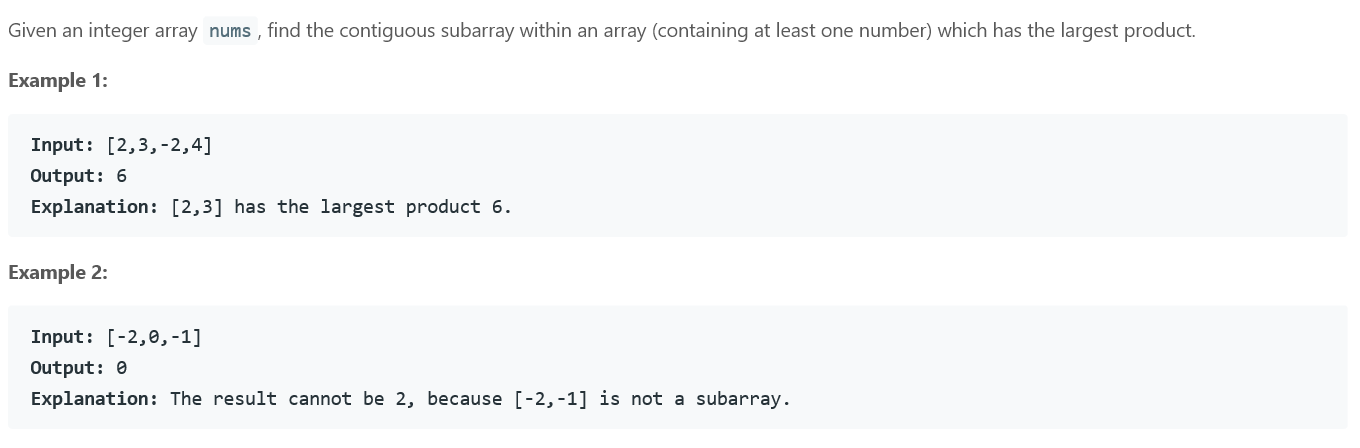 Given an integer array nums , find the contiguous subarray within an array (containing at least one number) which has the largest product.
Example 1:
Input: [2,3,-2,4]
Output: 6
Explanation: [2,3] has the largest product 6.
Example 2:
Input: [-2,0,-1]
Output: 0
Explanation: The result cannot be 2, because [-2,-1] is not a subarray.